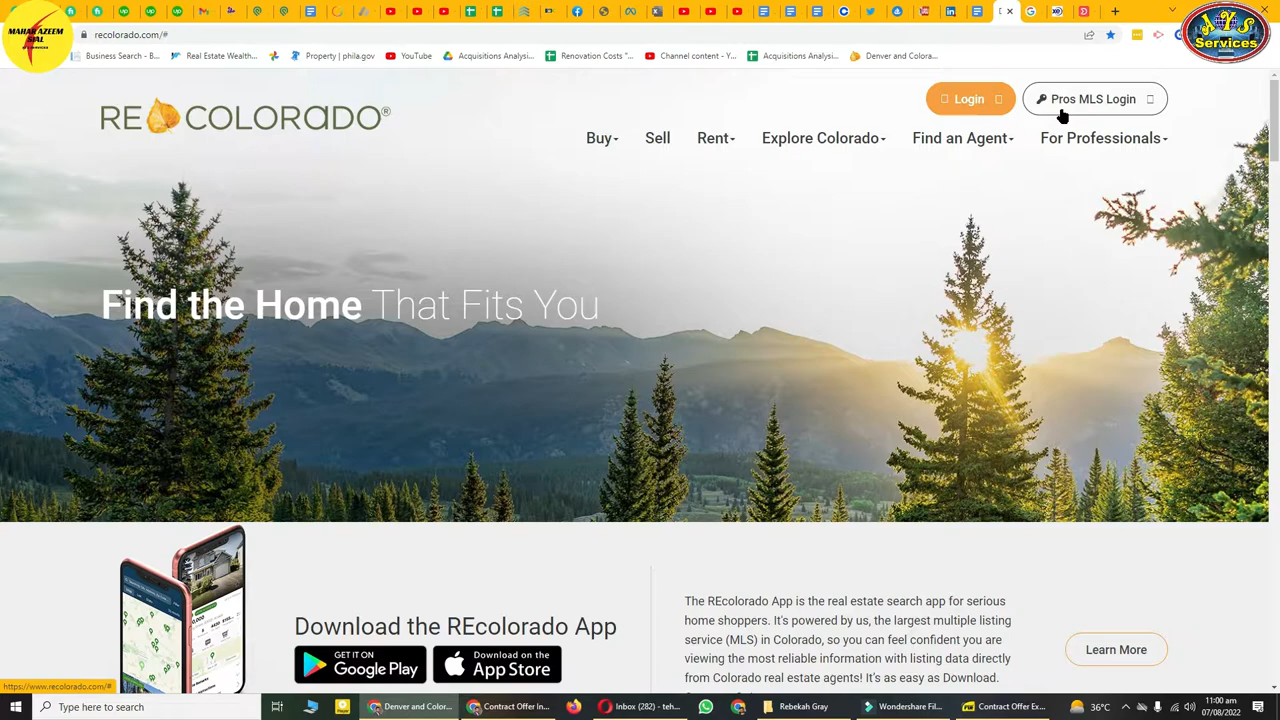 MAHAR AZEEM
SIAL
AYS
Services
recolorado.com/#
Business Search - B...
Real Estate Wealth...
Property | phila.gov
YouTube
Acquisitions Analysi...
Renovation Costs "...
Channel content - Y...
Acquisitions Analysi...
Denver and Colora...
RECOLORADO®
Login
Pros MLS Login
Buy
Sell
Rent
Explore Colorado
Find an Agent
For Professionals
Find the Home That Fits You
Download the REcolorado App
GET IT ON
Google Play
Download on the
App Store
The REcolorado App is the real estate search app for serious
home shoppers. It's powered by us, the largest multiple listing
service (MLS) in Colorado, so you can feel confident you are
viewing the most reliable information with listing data directly
from Colorado real estate agents! It's as easy as Download.
Learn More
https://www.recolorado.com/#
Type here to search
Denver and Color...
Contract Offer In...
Inbox (282) - teh...
Rebekah Gray
Wondershare Fil...
Contract Offer Ex...
36°C
11:00 am
07/08/2022